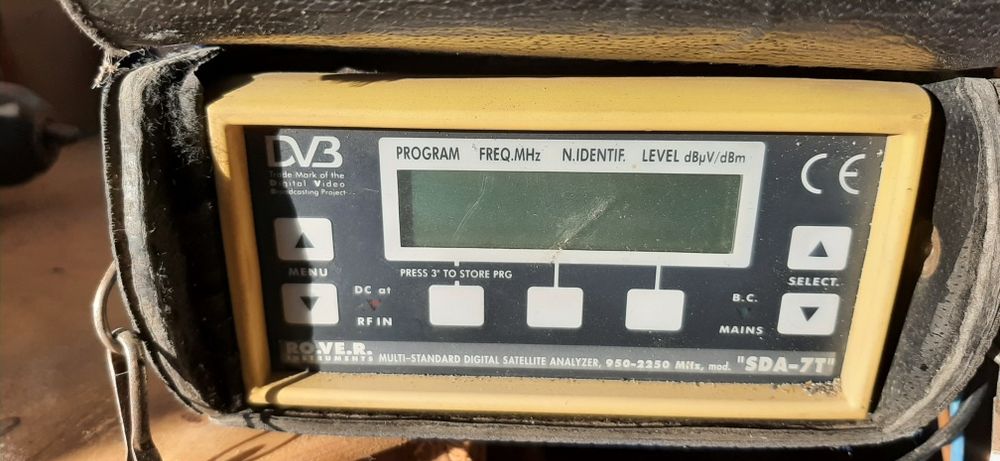 DVB
Trade Mark of the
Digital Video
Broadcasting Project
PROGRAM FREQ.MHz N.IDENTIF. LEVEL dBµV/dBm
CE
MENU
PRESS 3" TO STORE PRG
SELECT.
DC at
RF IN
B.C.
MAINS
RO.VE.R.
INSTRUMENTS
MULTI-STANDARD DIGITAL SATELLITE ANALYZER, 950-2250 MHz, mod. "SDA-7T"